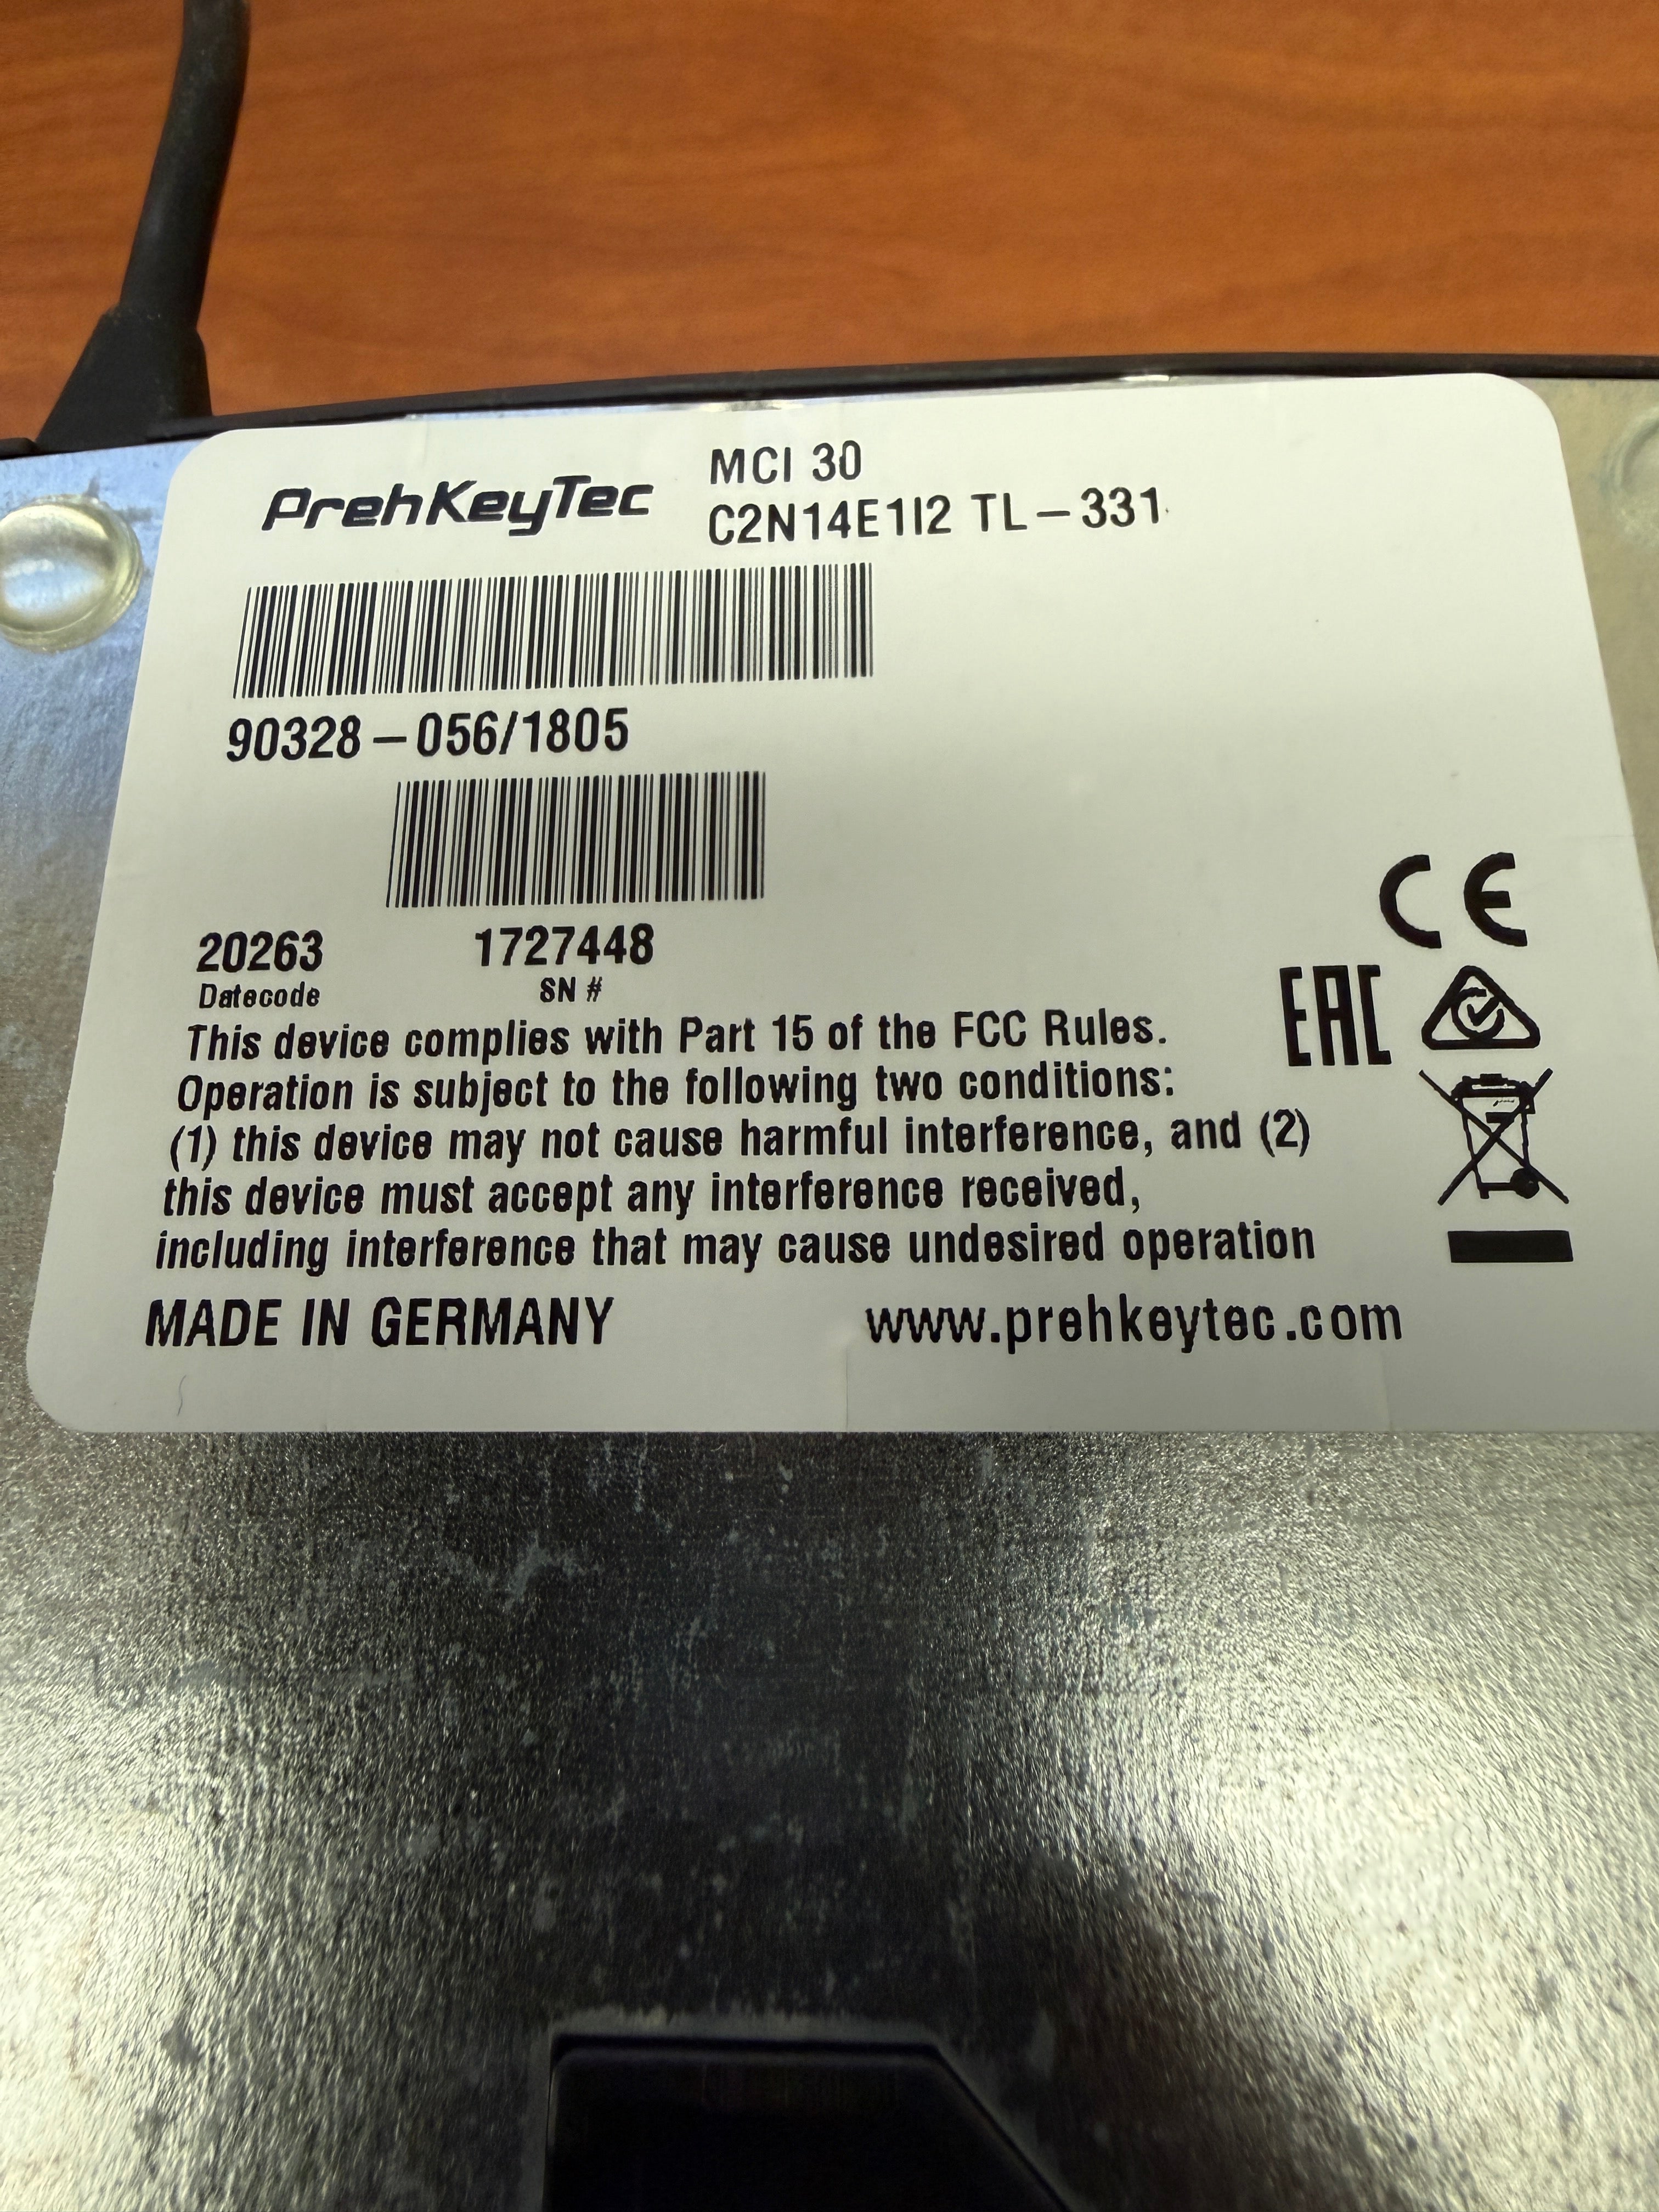 PrehKeyTec
MCI 30
C2N14E1I2 TL-331
90328-056/1805
20263 1727448
Datecode SN #
This device complies with Part 15 of the FCC Rules.
Operation is subject to the following two conditions:
(1) this device may not cause harmful interference, and (2)
this device must accept any interference received,
including interference that may cause undesired operation
MADE IN GERMANY www.prehkeytec.com
CE
EAC